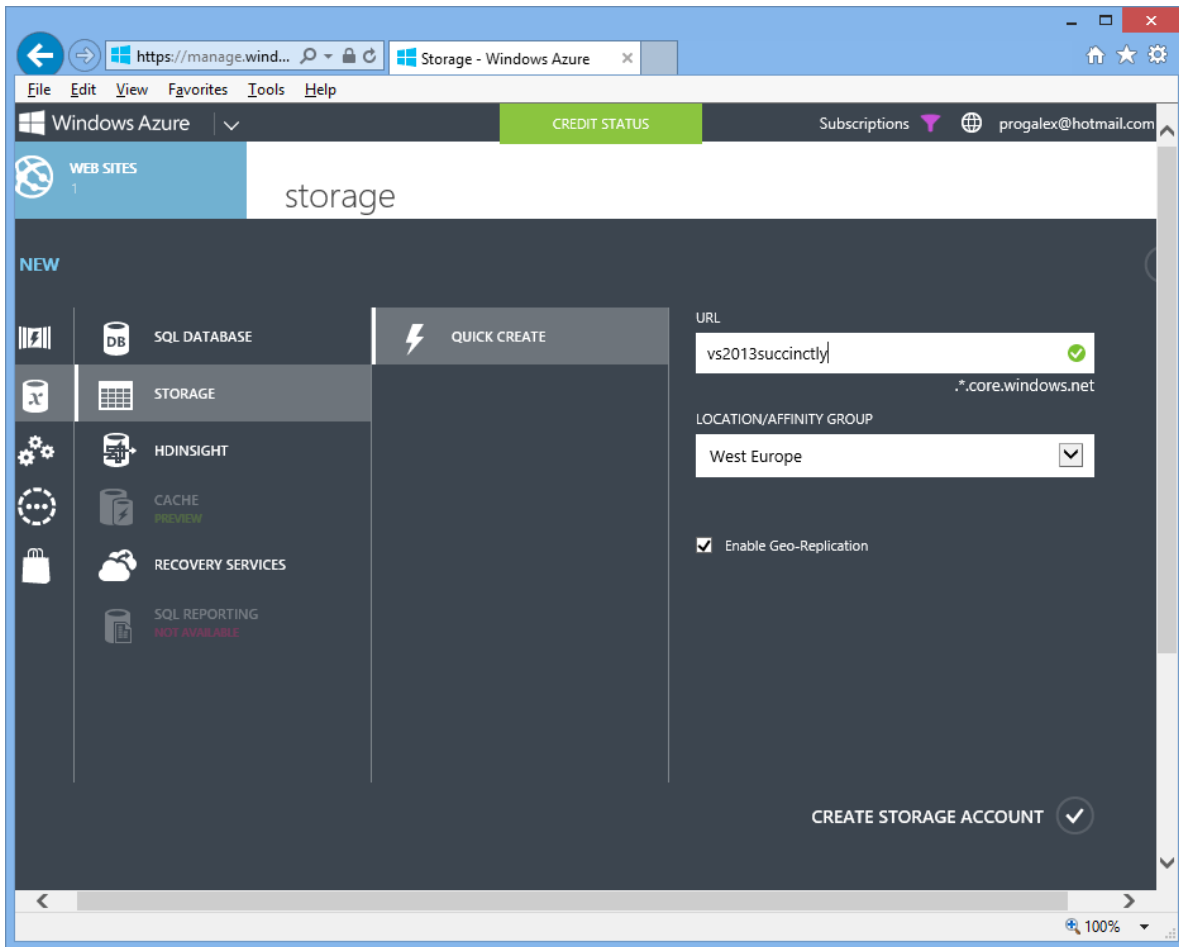 https://manage.wind...
Storage - Windows Azure
File Edit View Favorites Tools Help
Windows Azure
CREDIT STATUS
Subscriptions
progalex@hotmail.com
WEB SITES
1
storage
NEW
DB
SQL DATABASE
x
STORAGE
HDINSIGHT
CACHE
PREVIEW
RECOVERY SERVICES
SQL REPORTING
NOT AVAILABLE
QUICK CREATE
URL
vs2013succinctly
.*.core.windows.net
LOCATION/AFFINITY GROUP
West Europe
Enable Geo-Replication
CREATE STORAGE ACCOUNT
100%